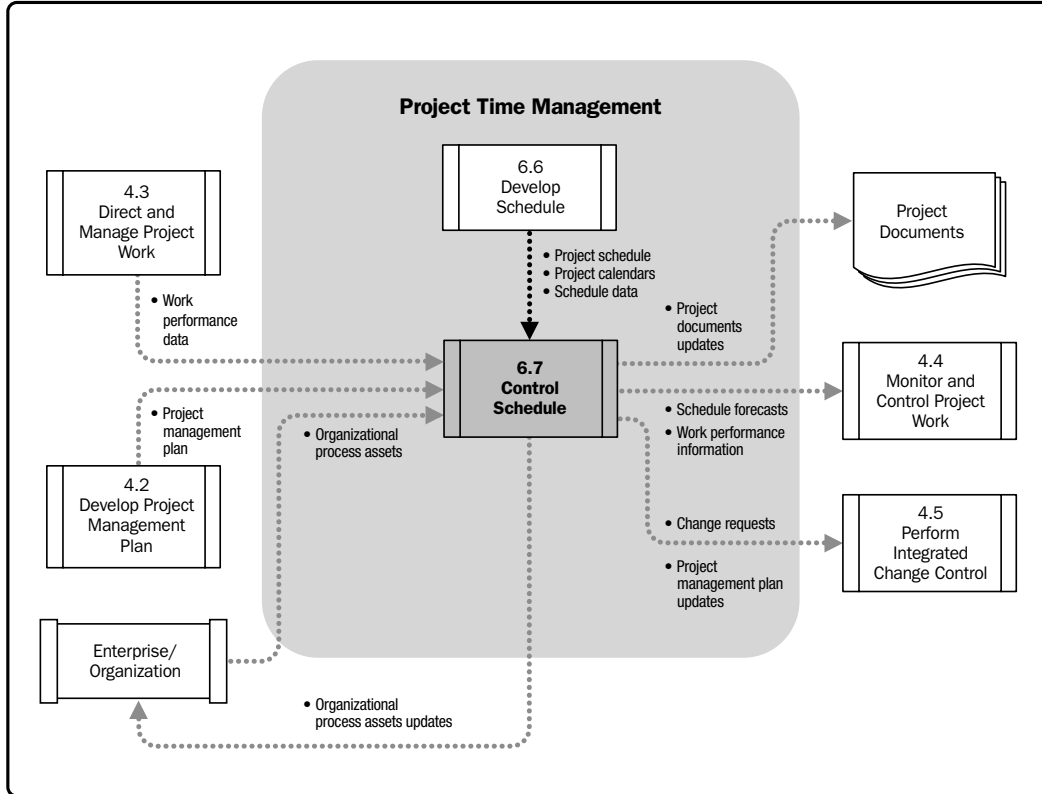 Project Time Management
6.6
Develop
Schedule
4.3
Direct and
Manage Project
Work
Project
Documents
• Project schedule
• Project calendars
• Schedule data
• Work
performance
data
• Project
documents
updates
6.7
Control
Schedule
4.4
Monitor and
Control Project
Work
• Project
management
plan
• Organizational
process assets
• Schedule forecasts
• Work performance
information
4.2
Develop Project
Management
Plan
4.5
Perform
Integrated
Change Control
• Change requests
• Project
management plan
updates
Enterprise/
Organization
• Organizational
process assets updates